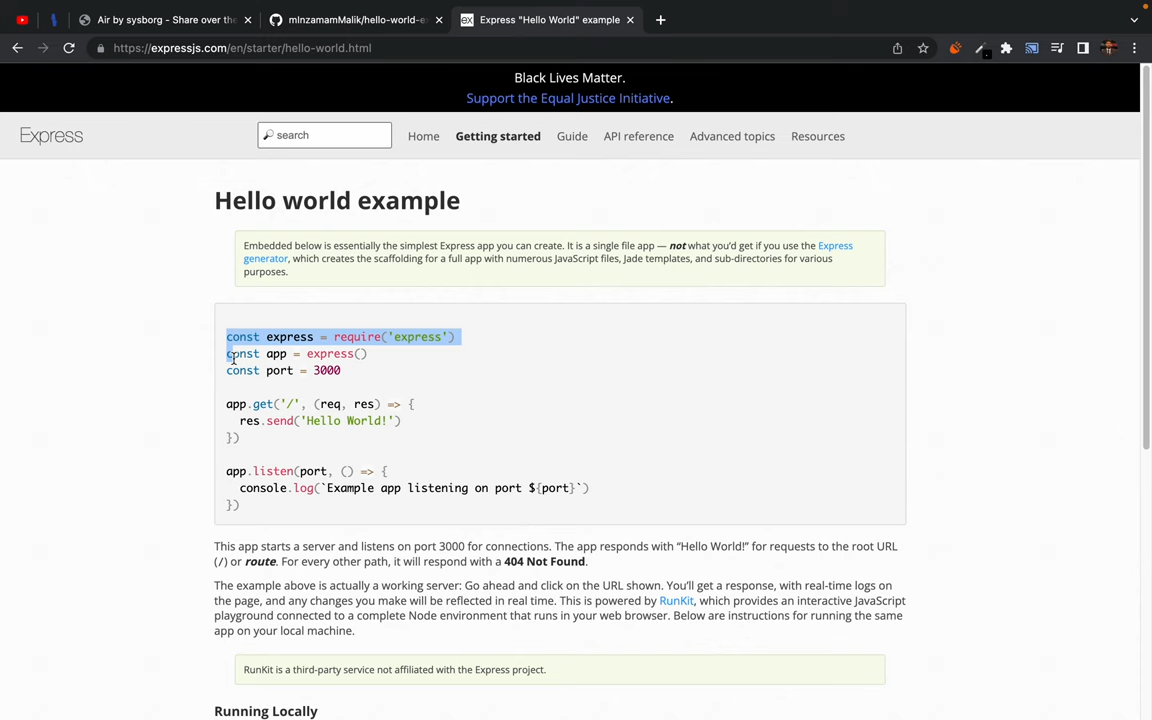 Air by sysborg - Share over the
mInzamamMalik/hello-world-e
Express "Hello World" example
https://expressjs.com/en/starter/hello-world.html
Black Lives Matter.
Support the Equal Justice Initiative.
Express
search
Home
Getting started
Guide
API reference
Advanced topics
Resources
Hello world example
Embedded below is essentially the simplest Express app you can create. It is a single file app — not what you'd get if you use the Express
generator, which creates the scaffolding for a full app with numerous JavaScript files, Jade templates, and sub-directories for various
purposes.
const express = require('express')
const app = express()
const port = 3000
app.get('/', (req, res) => {
res.send('Hello World!')
})
app.listen(port, () => {
console.log(`Example app listening on port ${port}`)
})
This app starts a server and listens on port 3000 for connections. The app responds with “Hello World!” for requests to the root URL
(/) or route. For every other path, it will respond with a 404 Not Found.
The example above is actually a working server: Go ahead and click on the URL shown. You'll get a response, with real-time logs on
the page, and any changes you make will be reflected in real time. This is powered by RunKit, which provides an interactive JavaScript
playground connected to a complete Node environment that runs in your web browser. Below are instructions for running the same
app on your local machine.
RunKit is a third-party service not affiliated with the Express project.
Running Locally